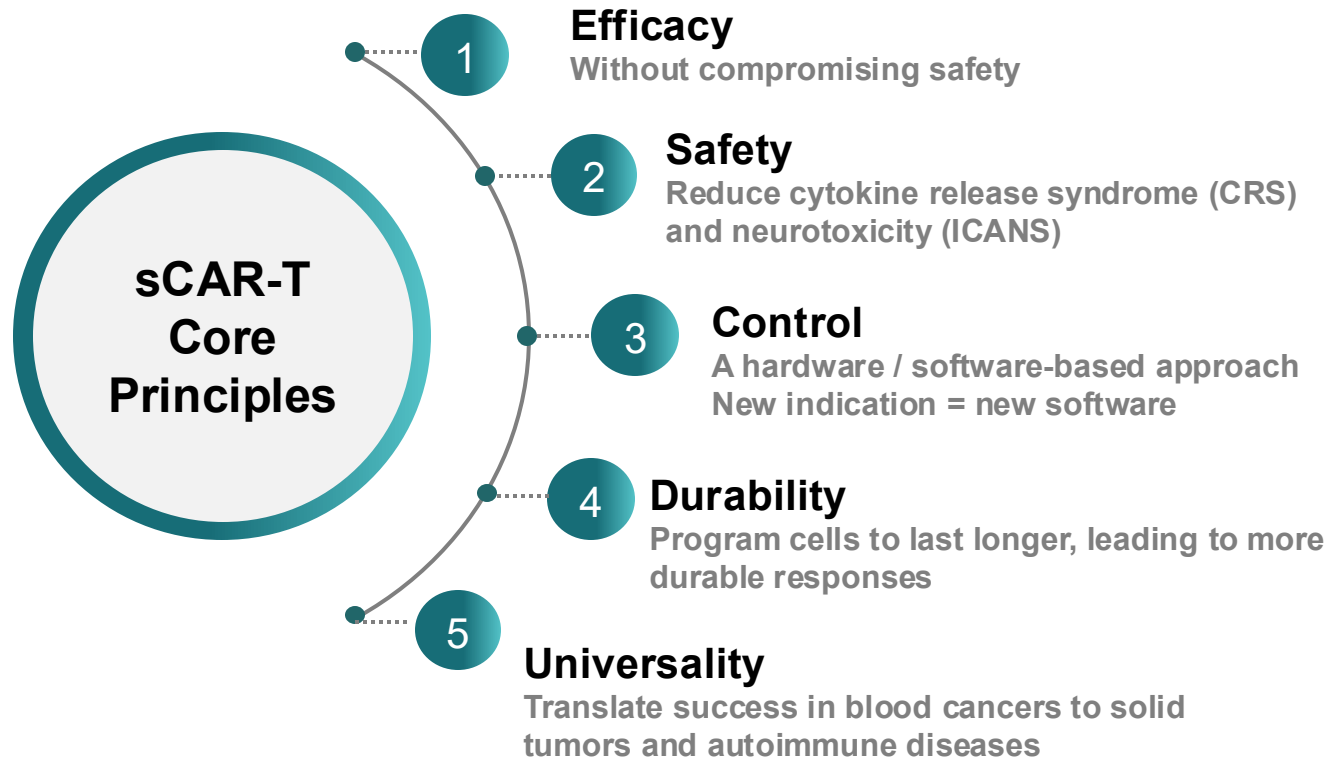 sCAR-T
Core
Principles
1
Efficacy
Without compromising safety
2
Safety
Reduce cytokine release syndrome (CRS)
and neurotoxicity (ICANS)
3
Control
A hardware / software-based approach
New indication = new software
4
Durability
Program cells to last longer, leading to more
durable responses
5
Universality
Translate success in blood cancers to solid
tumors and autoimmune diseases